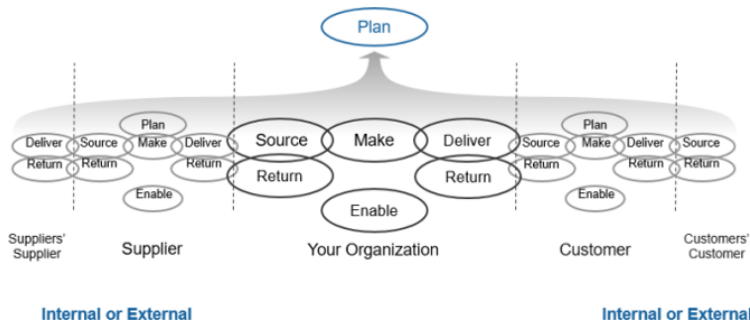 Plan
Plan
Plan
Deliver Source Make Deliver Source Make Deliver Source Make Deliver Source
Return Return Return Return Return Return Return Return
Enable Enable
Enable
Suppliers' Supplier
Supplier
Your Organization
Customer
Customers' Customer
Internal or External
Internal or External